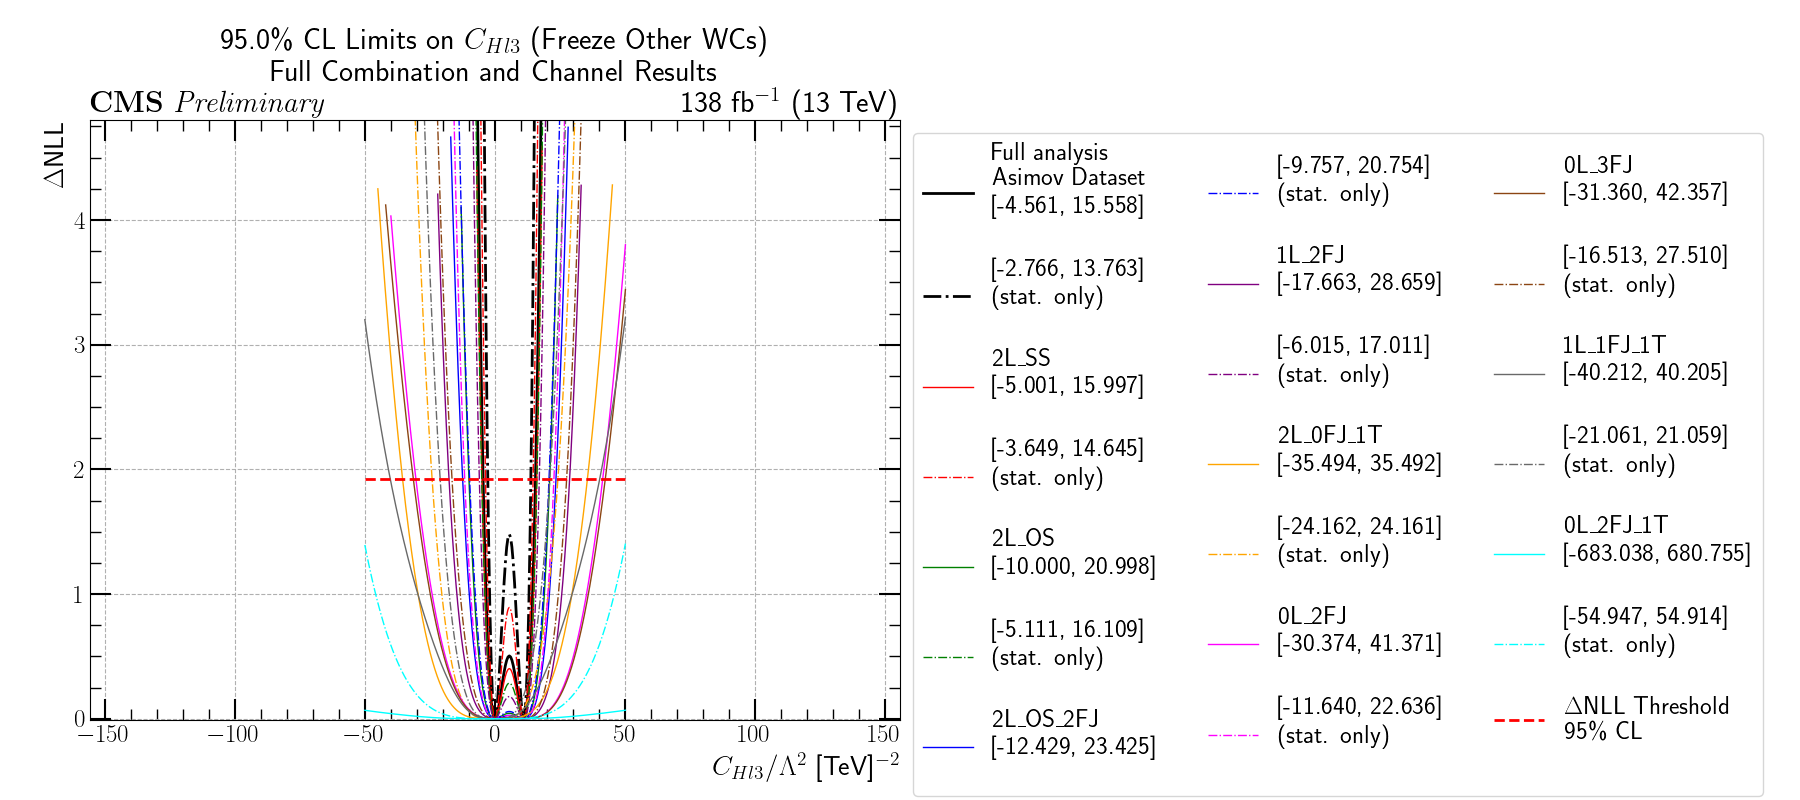 95.0% CL Limits on C_{Hl3} (Freeze Other WCs)
Full Combination and Channel Results
CMS Preliminary
138 fb^{-1} (13 TeV)
ΔNLL
4
3
2
1
0
−150
−100
−50
0
50
100
150
C_{Hl3}/Λ^2 [TeV]^{−2}
Full analysis
Asimov Dataset
[-4.561, 15.558]
[-2.766, 13.763]
(stat. only)
2L_SS
[-5.001, 15.997]
[-3.649, 14.645]
(stat. only)
2L_OS
[-10.000, 20.998]
[-5.111, 16.109]
(stat. only)
2L_OS_2FJ
[-12.429, 23.425]
[-9.757, 20.754]
(stat. only)
1L_2FJ
[-17.663, 28.659]
[-6.015, 17.011]
(stat. only)
2L_0FJ_1T
[-35.494, 35.492]
[-24.162, 24.161]
(stat. only)
0L_2FJ
[-30.374, 41.371]
[-11.640, 22.636]
(stat. only)
0L_3FJ
[-31.360, 42.357]
[-16.513, 27.510]
(stat. only)
1L_1FJ_1T
[-40.212, 40.205]
[-21.061, 21.059]
(stat. only)
0L_2FJ_1T
[-683.038, 680.755]
[-54.947, 54.914]
(stat. only)
ΔNLL Threshold
95% CL